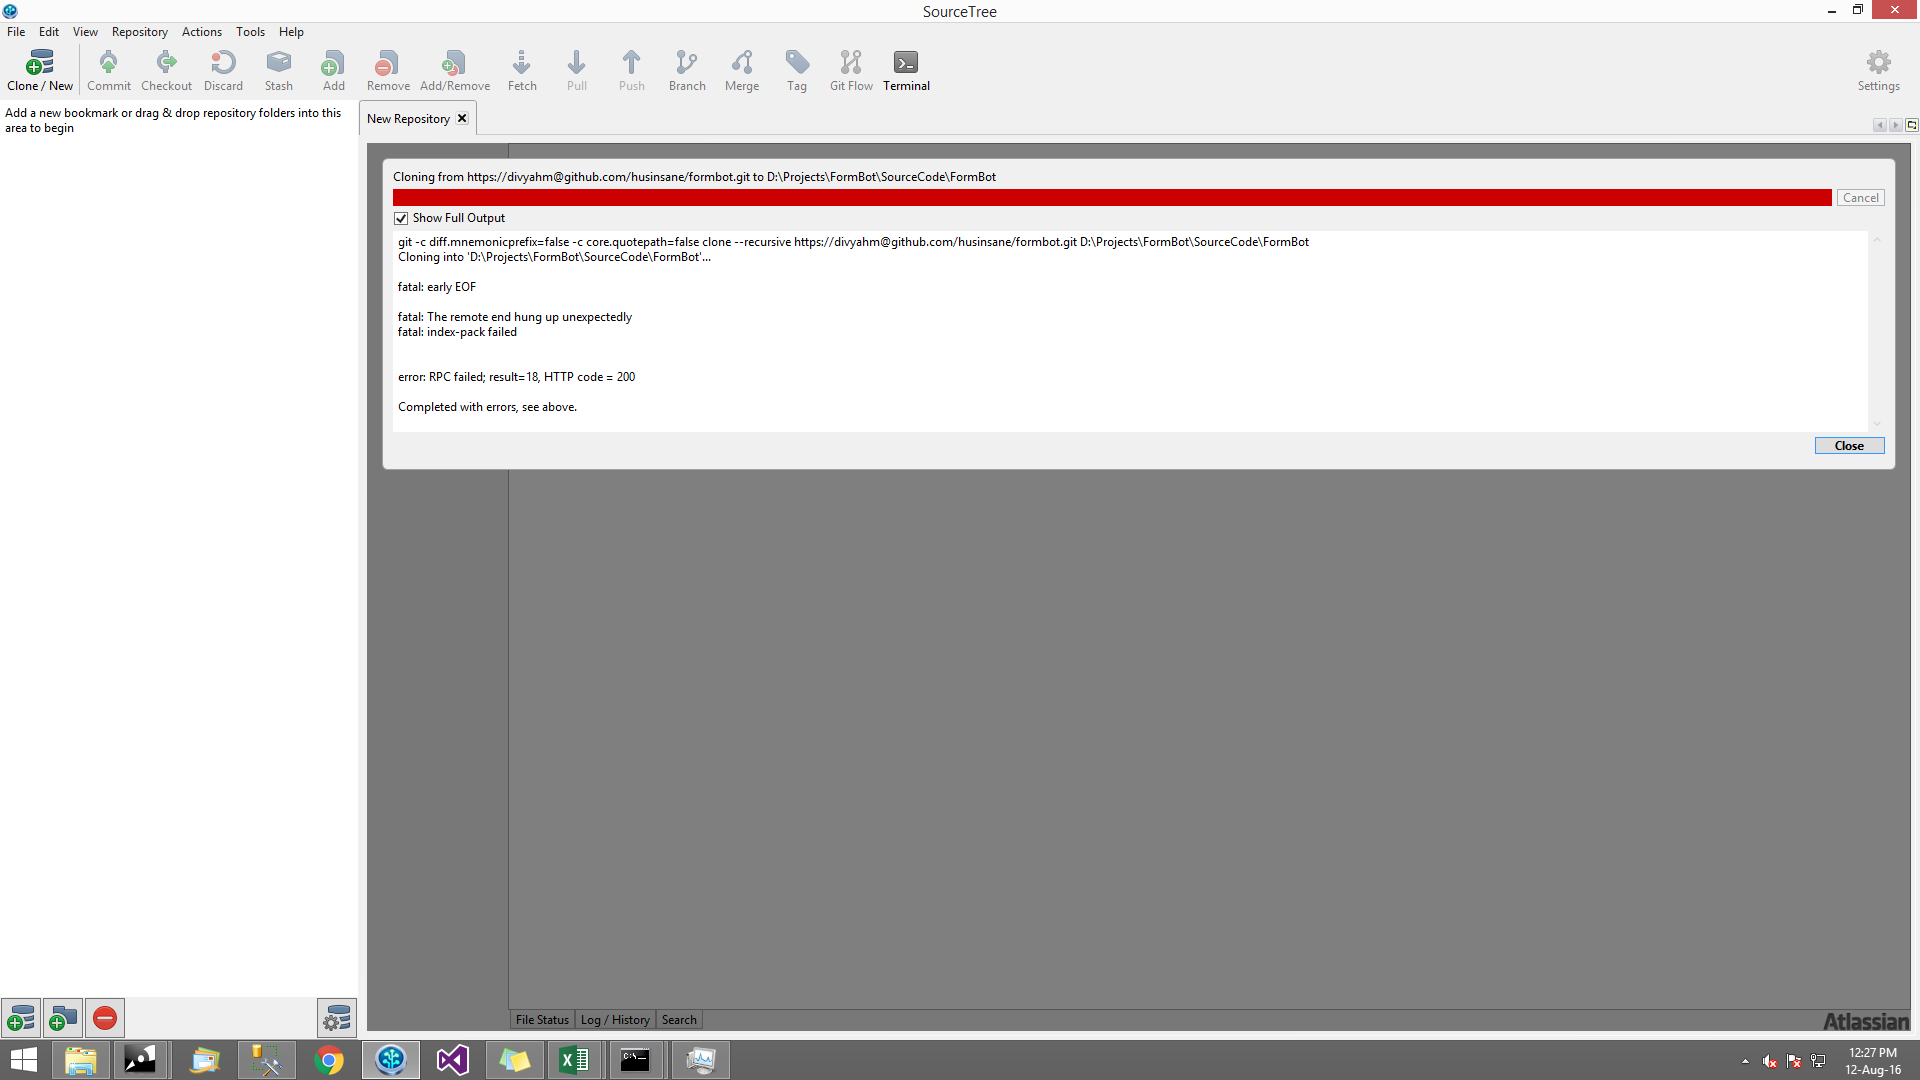 SourceTree
File Edit View Repository Actions Tools Help
Clone / New Commit Checkout Discard Stash Add Remove Add/Remove Fetch Pull Push Branch Merge Tag Git Flow Terminal Settings
Add a new bookmark or drag & drop repository folders into this
area to begin
New Repository
Cloning from https://divyahm@github.com/husinsane/formbot.git to D:\Projects\FormBot\SourceCode\FormBot
Cancel
Show Full Output
git -c diff.mnemonicprefix=false -c core.quotepath=false clone --recursive https://divyahm@github.com/husinsane/formbot.git D:\Projects\FormBot\SourceCode\FormBot
Cloning into 'D:\Projects\FormBot\SourceCode\FormBot'...
fatal: early EOF
fatal: The remote end hung up unexpectedly
fatal: index-pack failed
error: RPC failed; result=18, HTTP code = 200
Completed with errors, see above.
Close
File Status Log / History Search
Atlassian
12:27 PM
12-Aug-16